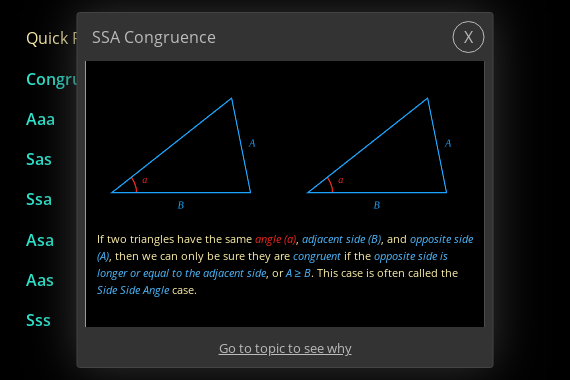 SSA Congruence
X
Quick
Congru
Aaa
Sas
Ssa
Asa
Aas
Sss
A
a
B
A
a
B
If two triangles have the same angle (a), adjacent side (B), and opposite side
(A), then we can only be sure they are congruent if the opposite side is
longer or equal to the adjacent side, or A ≥ B. This case is often called the
Side Side Angle case.
Go to topic to see why